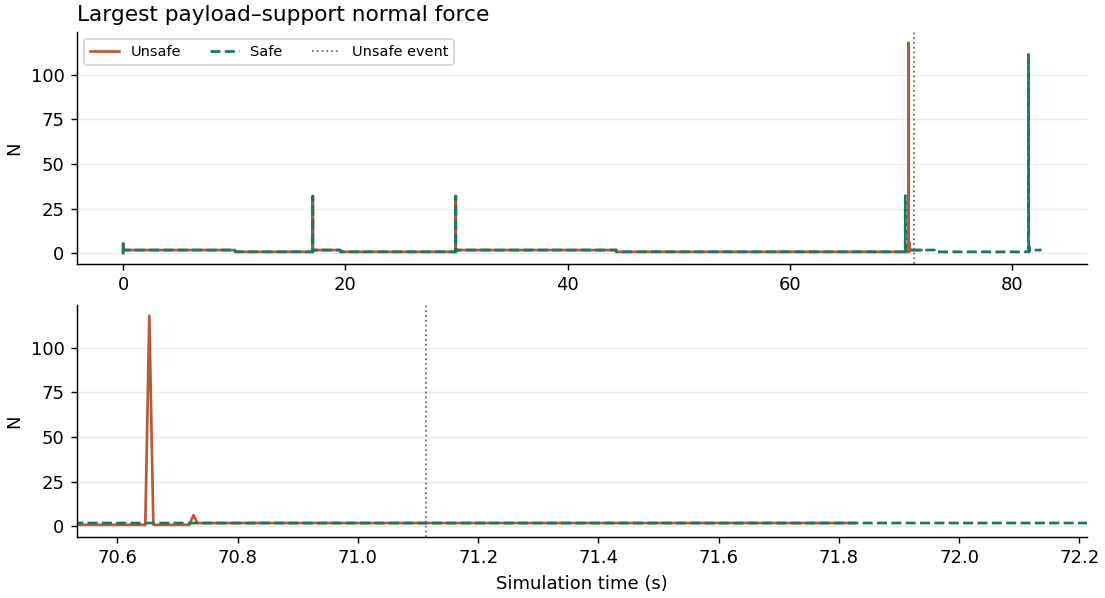 Largest payload–support normal force
Unsafe Safe Unsafe event
100
75
50
25
0
N
0 20 40 60 80
100
75
50
25
0
N
70.6 70.8 71.0 71.2 71.4 71.6 71.8 72.0 72.2
Simulation time (s)